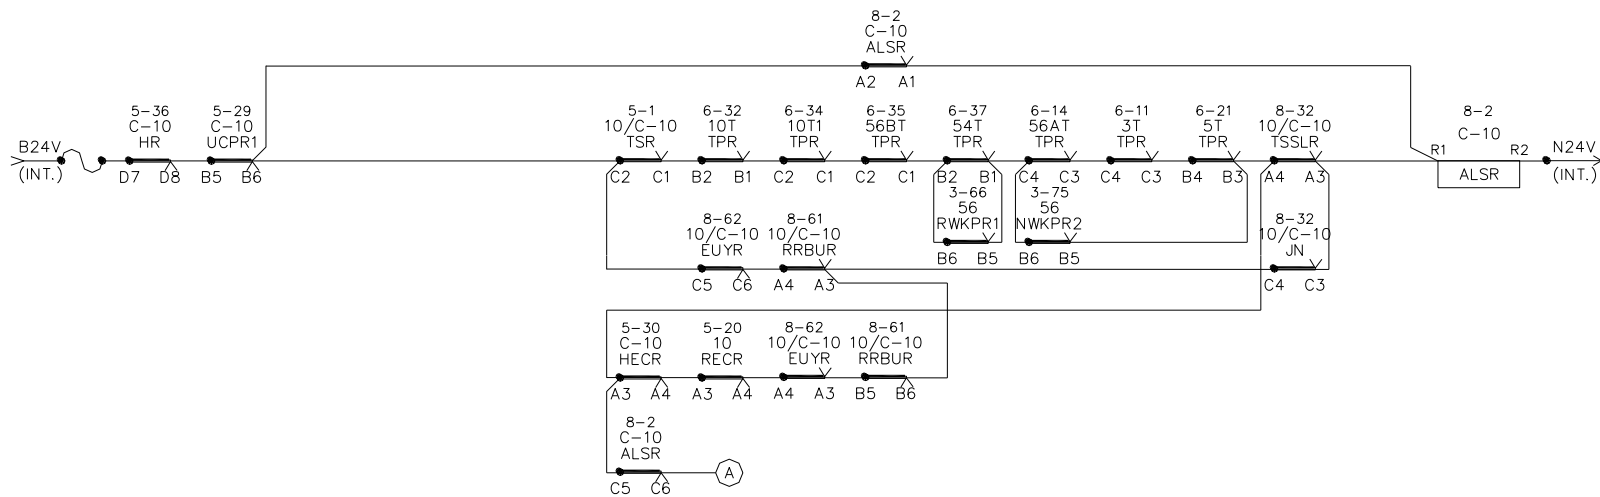 8-2
C-10
ALSR
A2 A1
5-36 5-29 5-1 6-32 6-34 6-35 6-37 6-14 6-11 6-21 8-32 8-2
C-10 C-10 10/C-10 10T 10T1 56BT 54T 56AT 3T 5T 10/C-10 C-10
B24V HR UCPR1 TSR TPR TPR TPR TPR TPR TPR TPR TSSLR R1 R2 N24V
(INT.) D7 D8 B5 B6 C2 C1 B2 B1 C2 C1 C2 C1 B2 B1 C4 C3 C4 C3 B4 B3 A4 A3 ALSR (INT.)
3-66 3-75
56 56
RWKPR1 NWKPR2
B6 B5 B6 B5
8-62 8-61 8-32
10/C-10 10/C-10 10/C-10
EUYR RRBUR JN
C5 C6 A4 A3 C4 C3
5-30 5-20 8-62 8-61
C-10 10 10/C-10 10/C-10
HECR RECR EUYR RRBUR
A3 A4 A3 A4 A4 A3 B5 B6
8-2
C-10
ALSR
C5 C6 A